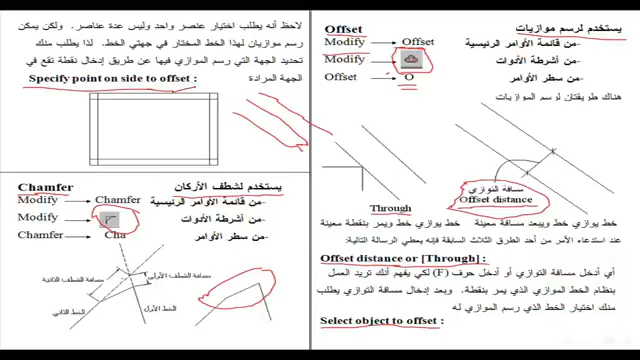 Offset
يستخدم لرسم موازيات
Modify Offset -من قائمة الأوامر الرئيسية
Modify -من أشرطة الأدوات
Offset O -من سطر الأوامر
هناك طريقتان لرسم الموازيات
مسافة التوازي
Offset distance
Through
خط يوازي خط ويبعد مسافة معينة خط يوازي خط ويمر بنقطة معينة
عند استدعاء الأمر من أحد الطرق الثلاث السابقة فإنه يعطي الرسالة التالية:
Offset distance or [Through] :
أي أدخل مسافة التوازي أو أدخل حرف (F) لكي يفهم أنك تريد العمل
بنظام الخط الموازي الذي يمر بنقطة. وبعد إدخال مسافة التوازي يطلب
منك اختيار الخط الذي رسم الموازي له
Select object to offset :
لاحظ أنه يطلب اختيار عنصر واحد وليس عدة عناصر. ولكن يمكن
رسم موازيان لهذا الخط المختار في جهتي الخط. لذا يطلب منك
تحديد الجهة التي رسم الموازي فيها عن طريق إدخال نقطة تقع في
الجهة المرادة
Specify point on side to offset :
Chamfer
يستخدم لشطف الأركان
Modify Chamfer -من قائمة الأوامر الرئيسية
Modify -من أشرطة الأدوات
Chamfer Cha -من سطر الأوامر
مسافة الشطف الأولى
مسافة الشطف الثانية
الخط الأول
الخط الثاني